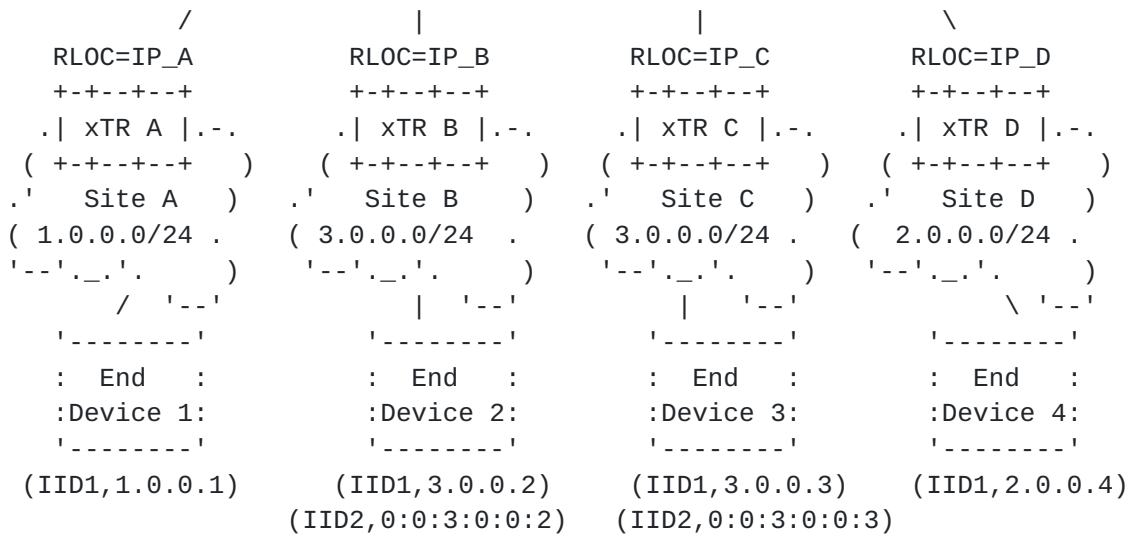 /               |                  |                \
   RLOC=IP_A          RLOC=IP_B         RLOC=IP_C         RLOC=IP_D
   +-+--+--+          +-+--+--+         +-+--+--+         +-+--+--+
  .| xTR A |.-.      .| xTR B |.-.     .| xTR C |.-.     .| xTR D |.-.
 ( +-+--+--+   )    ( +-+--+--+   )   ( +-+--+--+   )   ( +-+--+--+   )
.'    Site A   )   .'    Site B    )  .'    Site C   )  .'    Site D   )
( 1.0.0.0/24 .     ( 3.0.0.0/24  .    ( 3.0.0.0/24 .   (  2.0.0.0/24 .
'--'._.'.     )     '--'._.'.     )    '--'._.'.    )   '--'._.'.     )
       /  '--'             |  '--'          |   '--'             \ '--'
   '--------'          '--------'        '--------'        '--------'
   :  End   :          :  End   :        :  End   :        :  End   :
   :Device 1:          :Device 2:        :Device 3:        :Device 4:
   '--------'          '--------'        '--------'        '--------'
 (IID1,1.0.0.1)      (IID1,3.0.0.2)     (IID1,3.0.0.3)    (IID1,2.0.0.4)
                   (IID2,0:0:3:0:0:2)   (IID2,0:0:3:0:0:3)